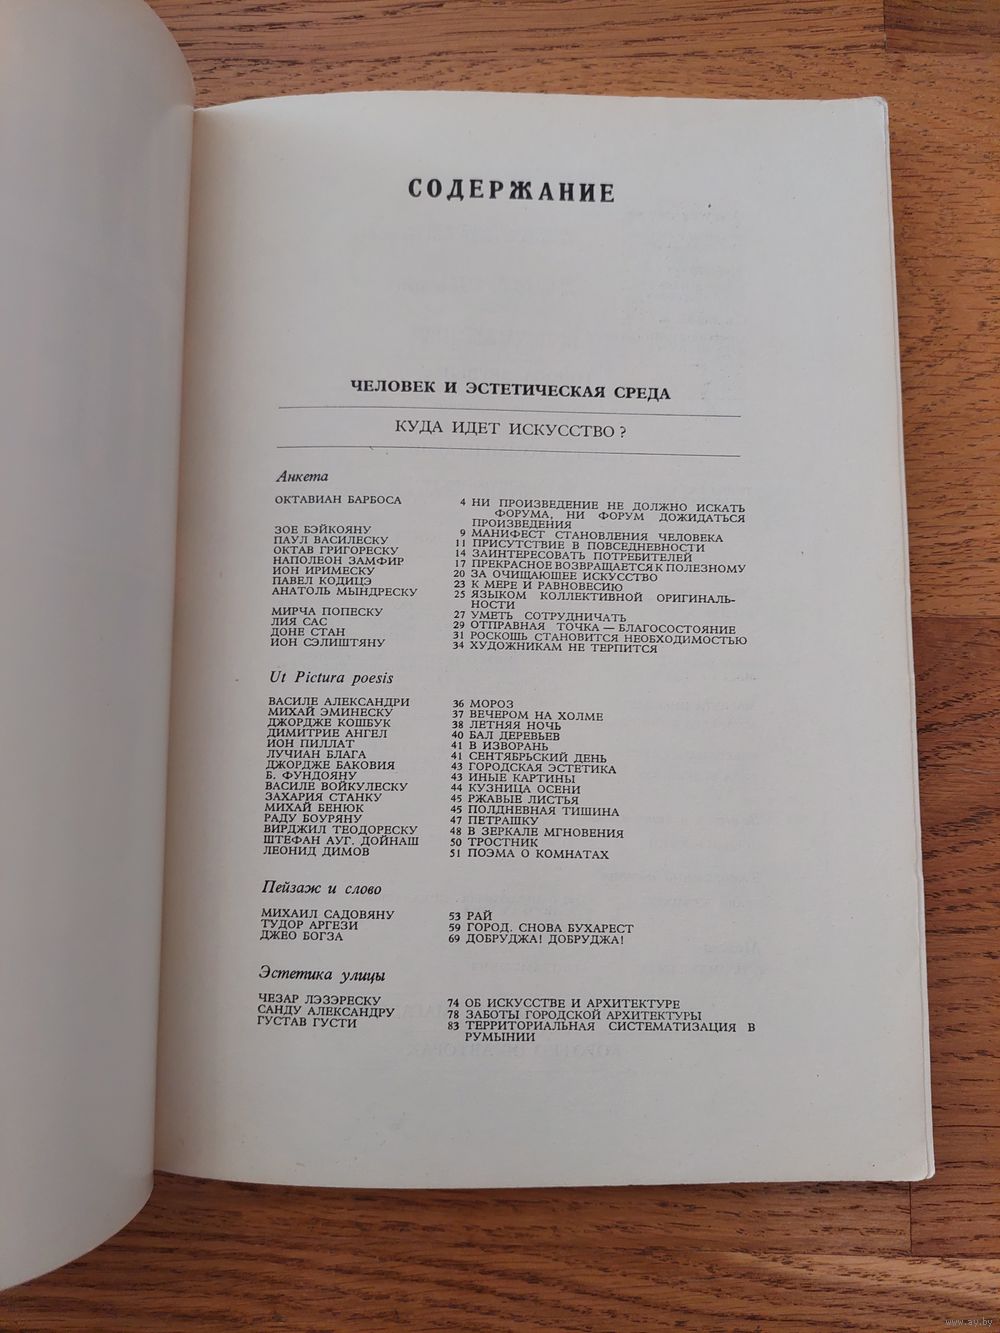 СОДЕРЖАНИЕ
ЧЕЛОВЕК И ЭСТЕТИЧЕСКАЯ СРЕДА
КУДА ИДЕТ ИСКУССТВО?
Анкета
ОКТАВИАН БАРБОСА 4 НИ ПРОИЗВЕДЕНИЕ НЕ ДОЛЖНО ИСКАТЬ
ФОРУМА, НИ ФОРУМ ДОЖИДАТЬСЯ
ПРОИЗВЕДЕНИЯ
ЗОЕ БЭЙКОЯНУ 9 МАНИФЕСТ СТАНОВЛЕНИЯ ЧЕЛОВЕКА
ПАУЛ ВАСИЛЕСКУ 11 ПРИСУТСТВИЕ В ПОВСЕДНЕВНОСТИ
ОКТАВ ГРИГОРЕСКУ 14 ЗАИНТЕРЕСОВАТЬ ПОТРЕБИТЕЛЕЙ
НАПОЛЕОН ЗАМФИР 17 ПРЕКРАСНОЕ ВОЗВРАЩАЕТСЯ К ПОЛЕЗНОМУ
ИОН ИРИМЕСКУ 20 ЗА ОЧИЩАЮЩЕЕ ИСКУССТВО
ПАВЕЛ КОДИЦЭ 23 К МЕРЕ И РАВНОВЕСИЮ
АНАТОЛЬ МЫНДРЕСКУ 25 ЯЗЫКОМ КОЛЛЕКТИВНОЙ ОРИГИНАЛЬ-
НОСТИ
МИРЧА ПОПЕСКУ 27 УМЕТЬ СОТРУДНИЧАТЬ
ЛИЯ САС 29 ОТПРАВНАЯ ТОЧКА — БЛАГОСОСТОЯНИЕ
ДОНЕ СТАН 31 РОСКОШЬ СТАНОВИТСЯ НЕОБХОДИМОСТЬЮ
ИОН СЭЛИШТЯНУ 34 ХУДОЖНИКАМ НЕ ТЕРПИТСЯ
Ut Pictura poesis
ВАСИЛЕ АЛЕКСАНДРИ 36 МОРОЗ
МИХАЙ ЭМИНЕСКУ 37 ВЕЧЕРОМ НА ХОЛМЕ
ДЖОРДЖЕ КОШБУК 38 ЛЕТНЯЯ НОЧЬ
ДИМИТРИЕ АНГЕЛ 40 БАЛ ДЕРЕВЬЕВ
ИОН ПИЛЛАТ 41 В ИЗВОРАНЬ
ЛУЧИАН БЛАГА 41 СЕНТЯБРЬСКИЙ ДЕНЬ
ДЖОРДЖЕ БАКОВИЯ 43 ГОРОДСКАЯ ЭСТЕТИКА
Б. ФУНДОЯНУ 43 ИНЫЕ КАРТИНЫ
ВАСИЛЕ ВОЙКУЛЕСКУ 44 КУЗНИЦА ОСЕНИ
ЗАХАРИЯ СТАНКУ 45 РЖАВЫЕ ЛИСТЬЯ
МИХАЙ БЕНЮК 45 ПОЛДНЕВНАЯ ТИШИНА
РАДУ БОУРЯНУ 47 ПЕТРАШКУ
ВИРДЖИЛ ТЕОДОРЕСКУ 48 В ЗЕРКАЛЕ МГНОВЕНИЯ
ШТЕФАН АУГ. ДОЙНАШ 50 ТРОСТНИК
ЛЕОНИД ДИМОВ 51 ПОЭМА О КОМНАТАХ
Пейзаж и слово
МИХАИЛ САДОВЯНУ 53 РАЙ
ТУДОР АРГЕЗИ 59 ГОРОД. СНОВА БУХАРЕСТ
ДЖЕО БОГЗА 69 ДОБРУДЖА! ДОБРУДЖА!
Эстетика улицы
ЧЕЗАР ЛЭЗЭРЕСКУ 74 ОБ ИСКУССТВЕ И АРХИТЕКТУРЕ
САНДУ АЛЕКСАНДРУ 78 ЗАБОТЫ ГОРОДСКОЙ АРХИТЕКТУРЫ
ГУСТАВ ГУСТИ 83 ТЕРРИТОРИАЛЬНАЯ СИСТЕМАТИЗАЦИЯ В
РУМЫНИИ
www.ay.by